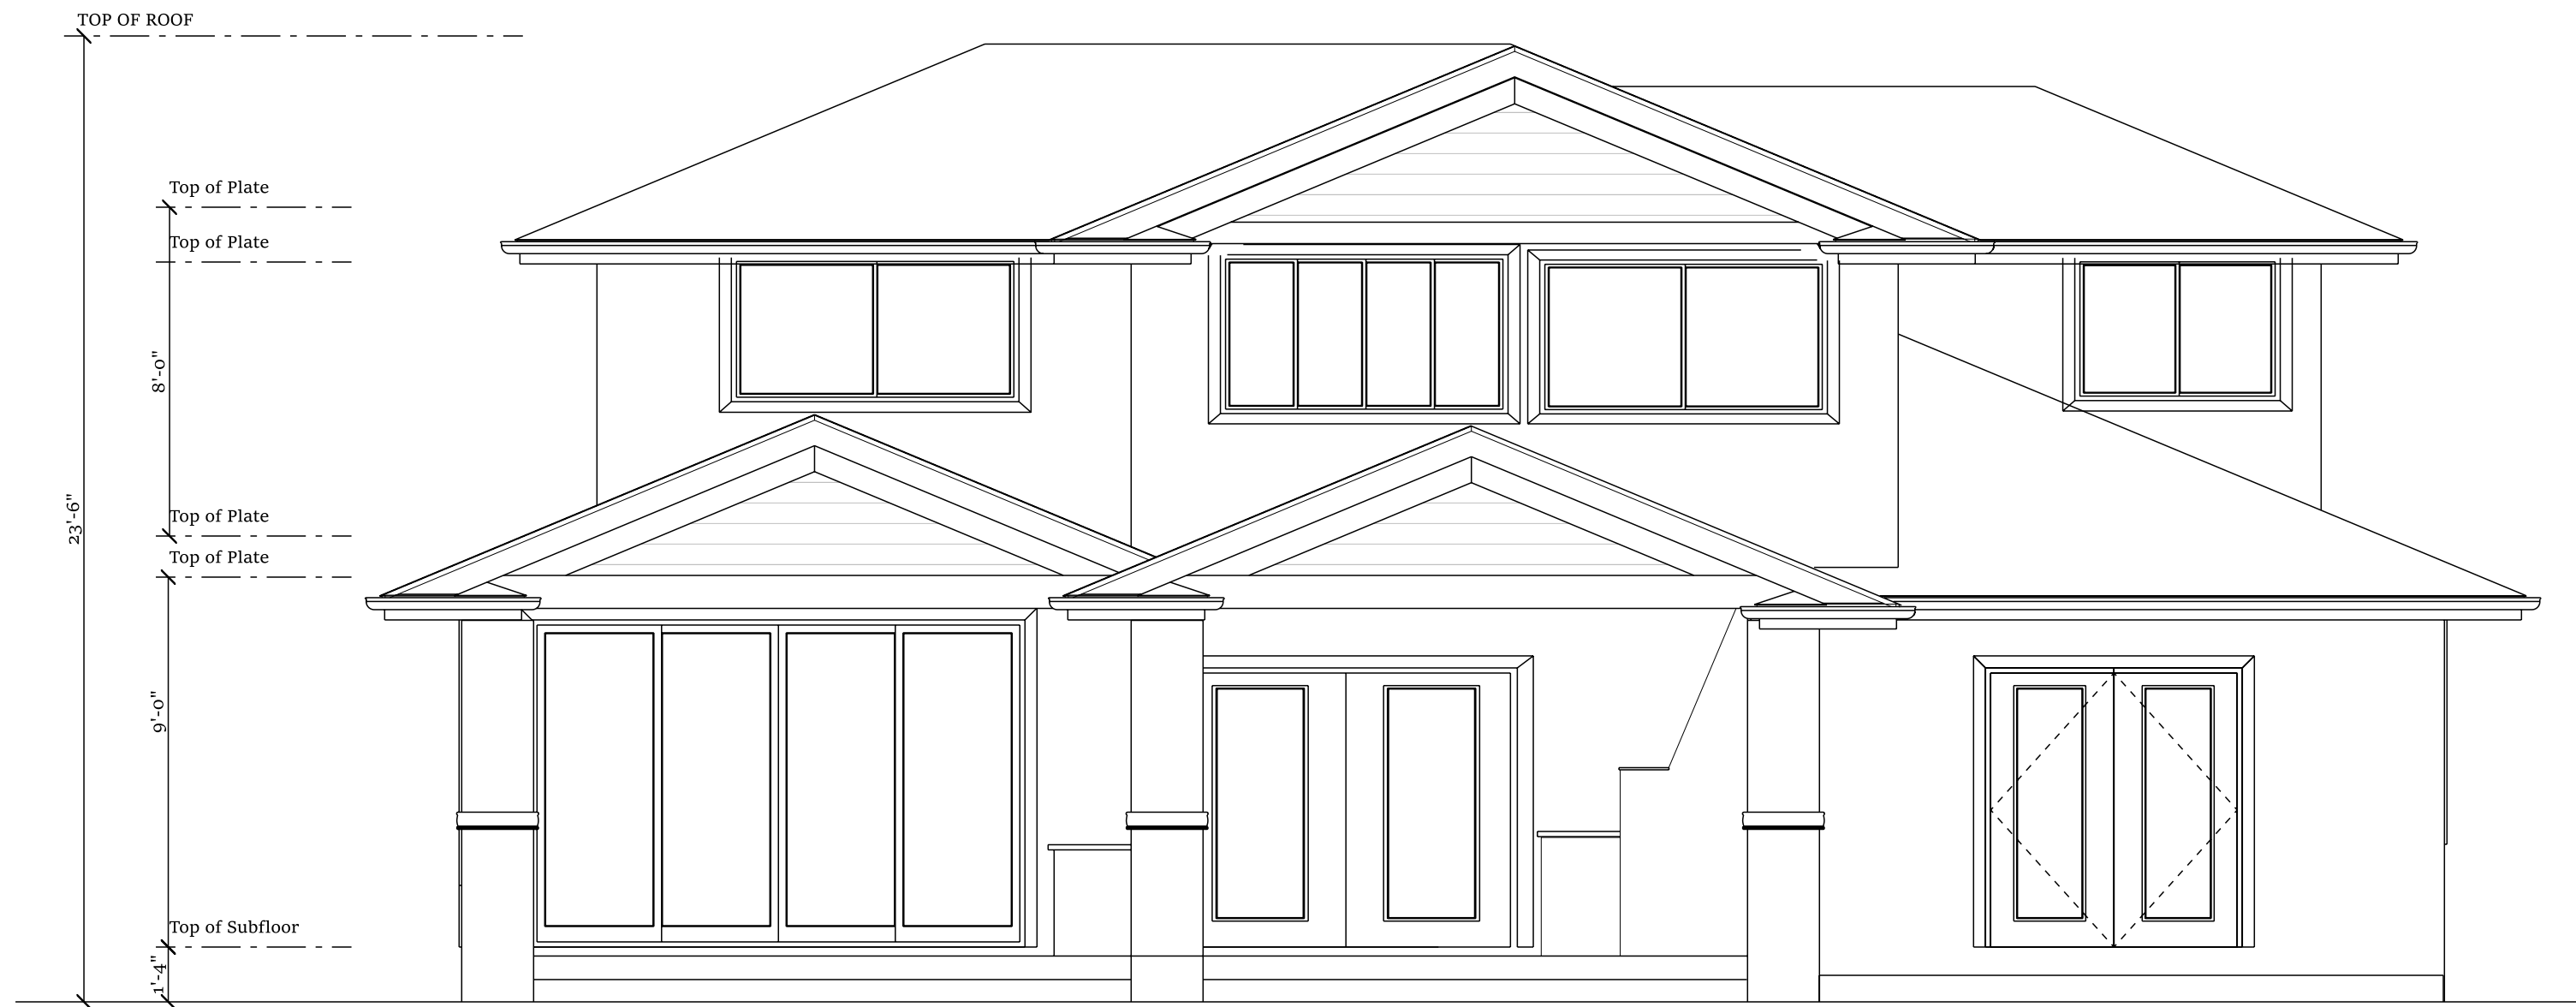 TOP OF ROOF
Top of Plate
Top of Plate
8'-0"
23'-6"
Top of Plate
Top of Plate
9'-0"
Top of Subfloor
1'-4"